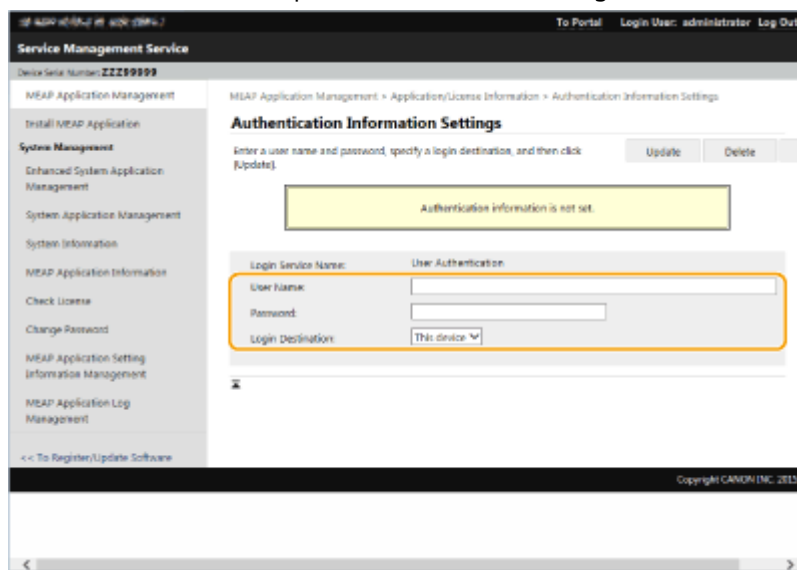 To Portal Login User: administrator Log Out
Service Management Service
Device Serial Number: ZZZ99999
MEAP Application Management
Install MEAP Application
System Management
Enhanced System Application
Management
System Application Management
System Information
MEAP Application Information
Check License
Change Password
MEAP Application Setting
Information Management
MEAP Application Log
Management
<< To Register/Update Software
MEAP Application Management > Application/License Information > Authentication Information Settings
Authentication Information Settings
Enter a user name and password, specify a login destination, and then click
[Update].
Update Delete
Authentication information is not set.
Login Service Name: User Authentication
User Name:
Password:
Login Destination: This device
Copyright CANON INC. 2015